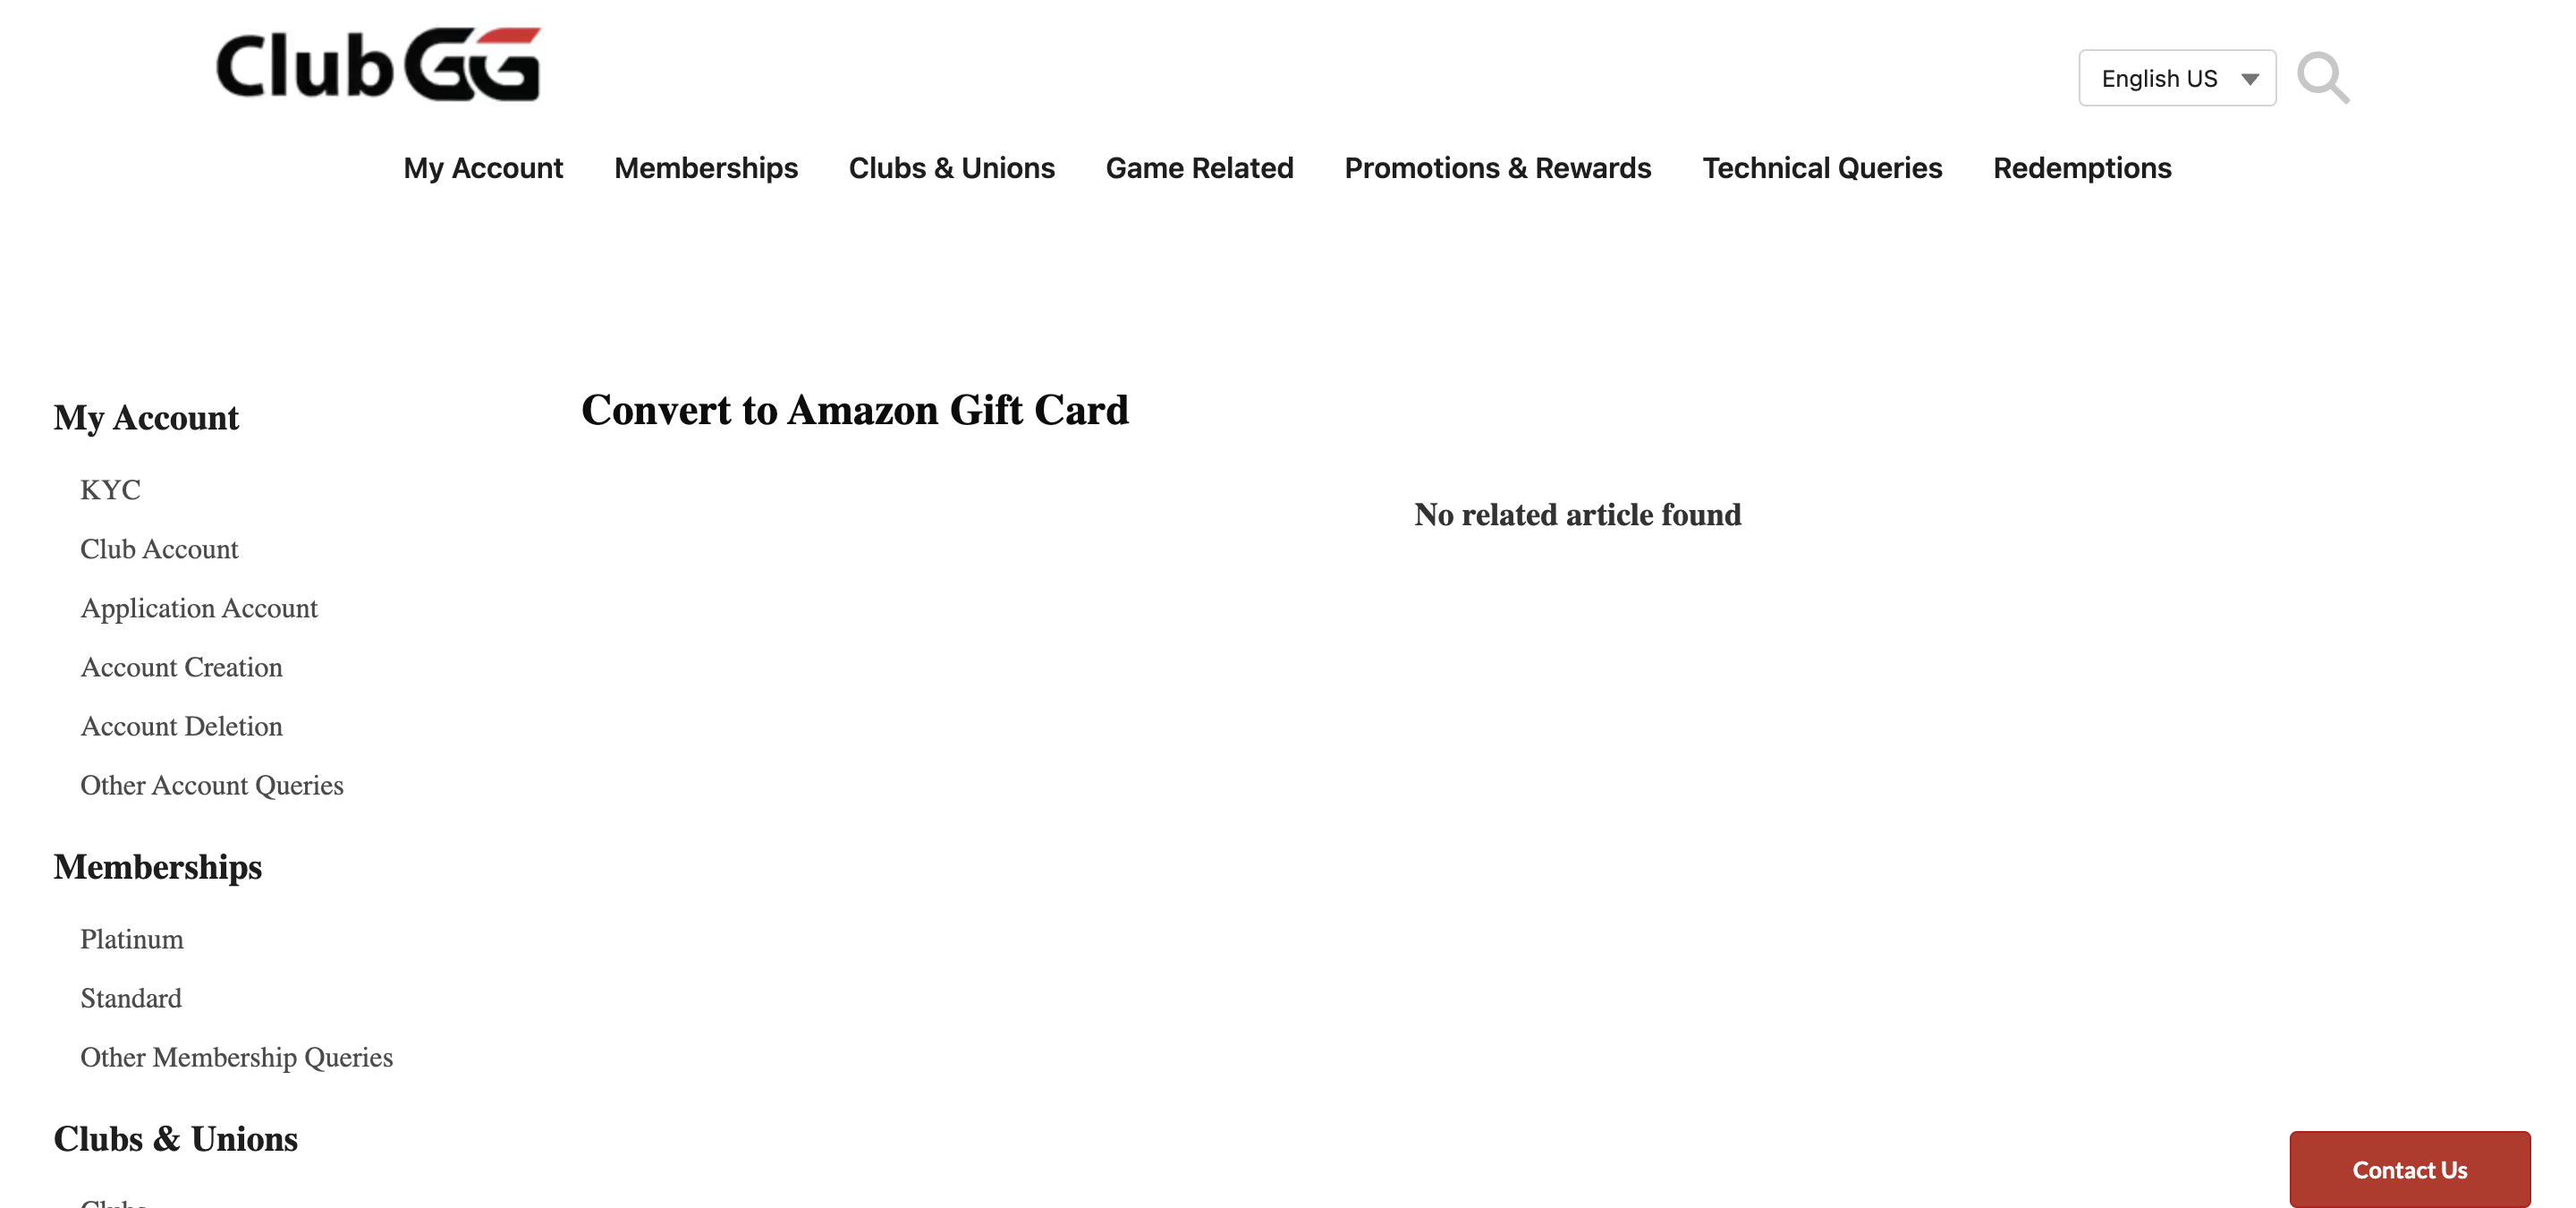 Club GG
English US
My Account Memberships Clubs & Unions Game Related Promotions & Rewards Technical Queries Redemptions
My Account
KYC
Club Account
Application Account
Account Creation
Account Deletion
Other Account Queries
Memberships
Platinum
Standard
Other Membership Queries
Clubs & Unions
Convert to Amazon Gift Card
No related article found
Contact Us